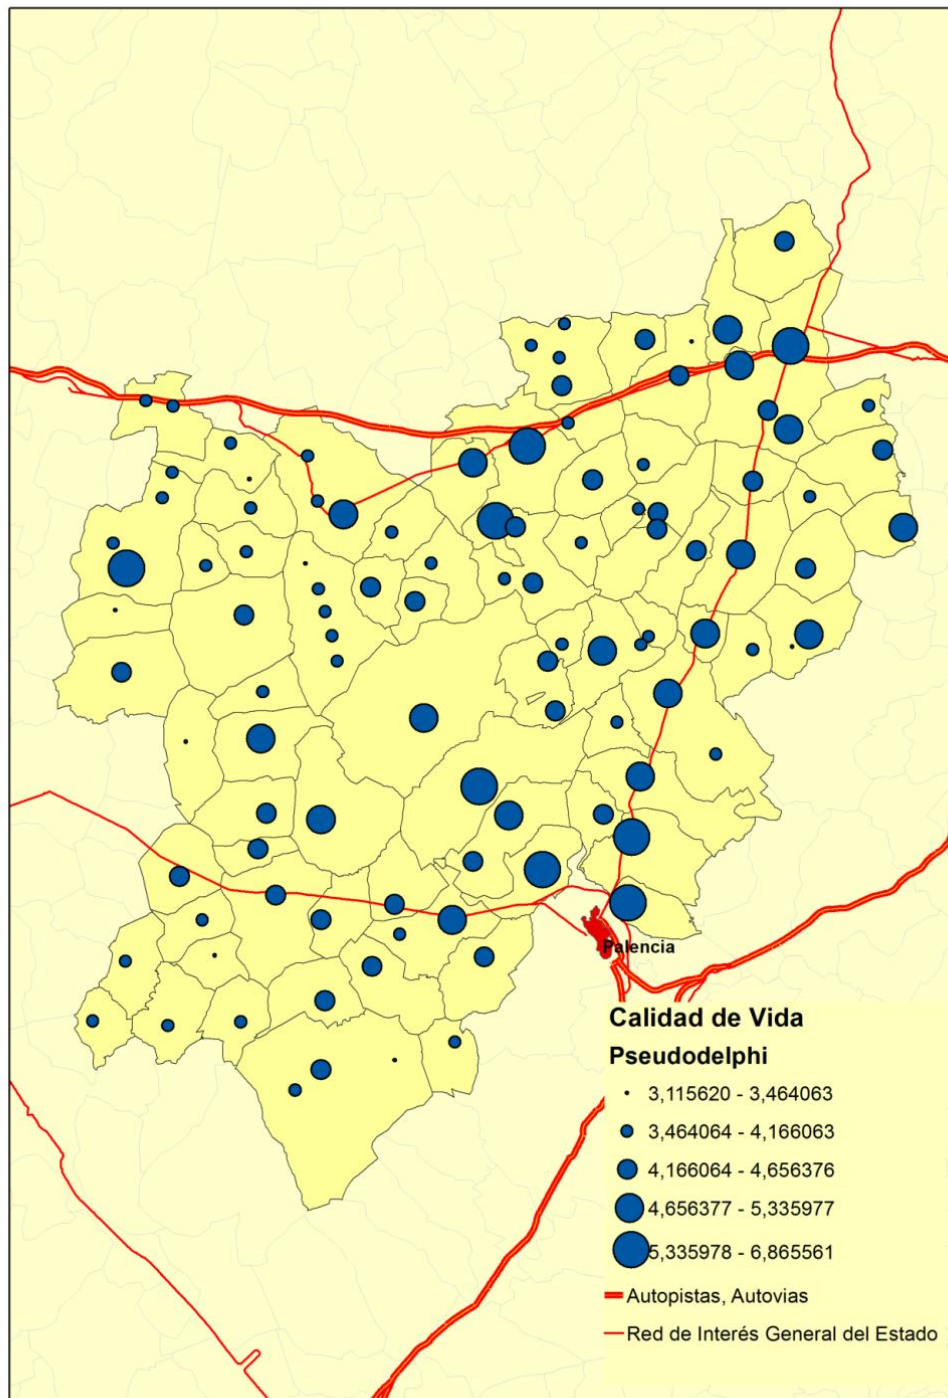 Palencia
Calidad de Vida
Pseudodelphi
3,115620 - 3,464063
3,464064 - 4,166063
4,166064 - 4,656376
4,656377 - 5,335977
5,335978 - 6,865561
Autopistas, Autovias
Red de Interés General del Estado